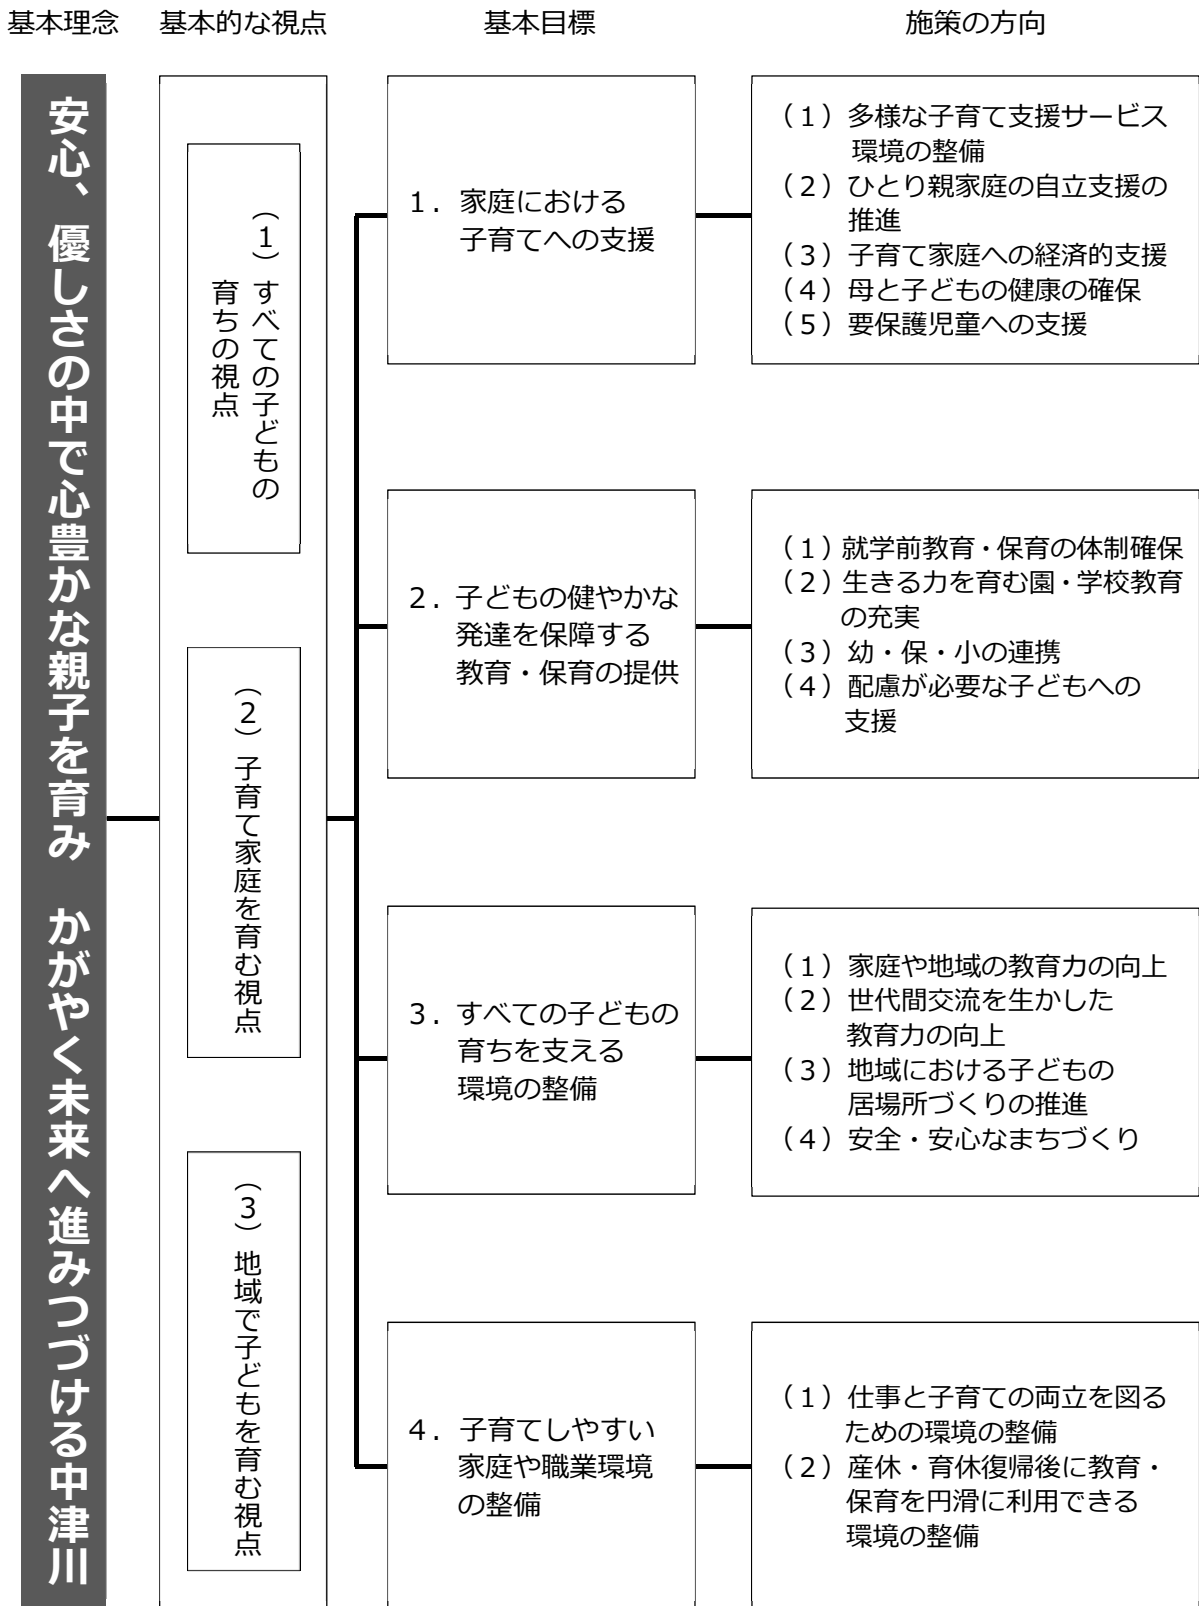 基本理念
基本的な視点
基本目標
施策の方向
安心、優しさの中で心豊かな親子を育み　かがやく未来へ進みつづける中津川
（１）すべての子どもの
育ちの視点
（２）子育て家庭を育む視点
（３）地域で子どもを育む視点
１．家庭における
子育てへの支援
（１）多様な子育て支援サービス
環境の整備
（２）ひとり親家庭の自立支援の
推進
（３）子育て家庭への経済的支援
（４）母と子どもの健康の確保
（５）要保護児童への支援
２．子どもの健やかな
発達を保障する
教育・保育の提供
（１）就学前教育・保育の体制確保
（２）生きる力を育む園・学校教育
の充実
（３）幼・保・小の連携
（４）配慮が必要な子どもへの
支援
３．すべての子どもの
育ちを支える
環境の整備
（１）家庭や地域の教育力の向上
（２）世代間交流を生かした
教育力の向上
（３）地域における子どもの
居場所づくりの推進
（４）安全・安心なまちづくり
４．子育てしやすい
家庭や職業環境
の整備
（１）仕事と子育ての両立を図る
ための環境の整備
（２）産休・育休復帰後に教育・
保育を円滑に利用できる
環境の整備